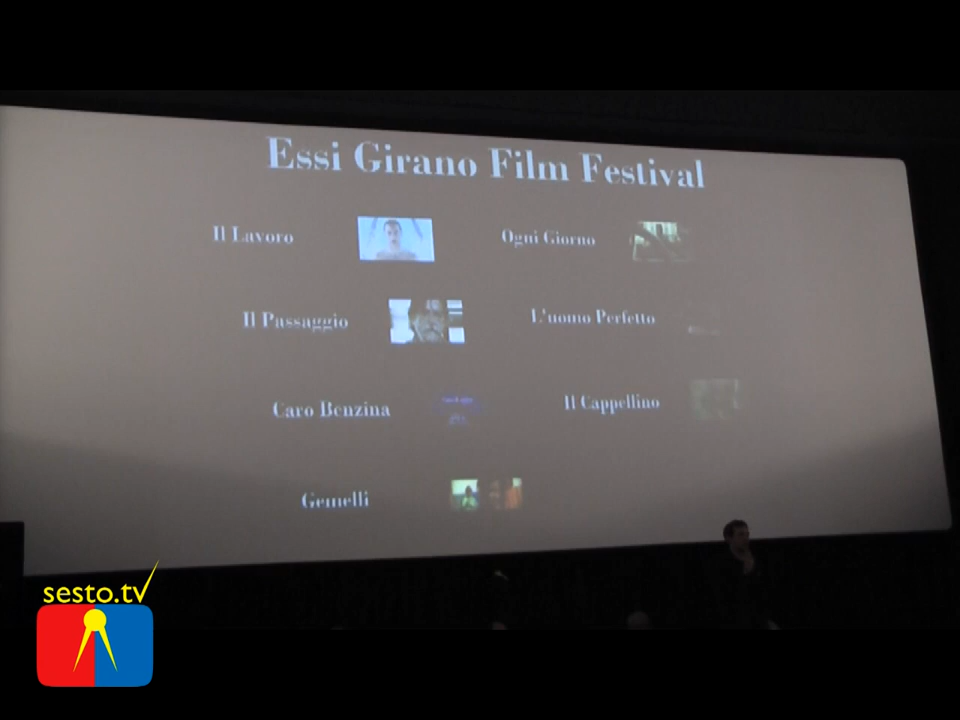 Essi Girano Film Festival
Il Lavoro
Ogni Giorno
Il Passaggio
L'uomo Perfetto
Caro Benzina
Il Cappellino
Gemelli
sesto.tv